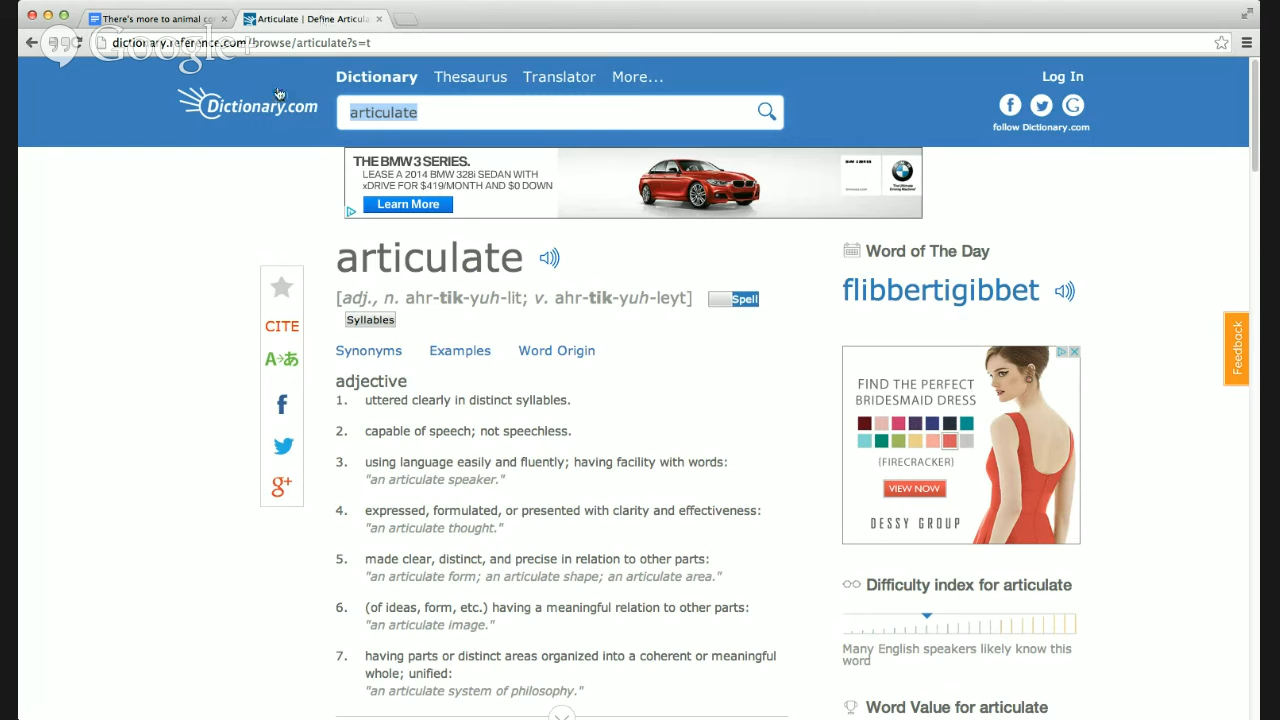 There's more to animal con
Articulate | Define Articula
dictionary.reference.com/browse/articulate?s=t
Google+
Dictionary Thesaurus Translator More...
Log In
Dictionary.com
articulate
follow Dictionary.com
THE BMW 3 SERIES.
LEASE A 2014 BMW 328i SEDAN WITH
xDRIVE FOR $419/MONTH AND $0 DOWN
Learn More
articulate
[adj., n. ahr-tik-yuh-lit; v. ahr-tik-yuh-leyt]
Spell
Syllables
Synonyms Examples Word Origin
adjective
1. uttered clearly in distinct syllables.
2. capable of speech; not speechless.
3. using language easily and fluently; having facility with words:
"an articulate speaker."
4. expressed, formulated, or presented with clarity and effectiveness:
"an articulate thought."
5. made clear, distinct, and precise in relation to other parts:
"an articulate form; an articulate shape; an articulate area."
6. (of ideas, form, etc.) having a meaningful relation to other parts:
"an articulate image."
7. having parts or distinct areas organized into a coherent or meaningful
whole; unified:
"an articulate system of philosophy."
CITE
A→あ
f
g+
Word of The Day
flibbertigibbet
FIND THE PERFECT
BRIDESMAID DRESS
(FIRECRACKER)
VIEW NOW
DESSY GROUP
Difficulty index for articulate
Many English speakers likely know this
word
Word Value for articulate
Feedback